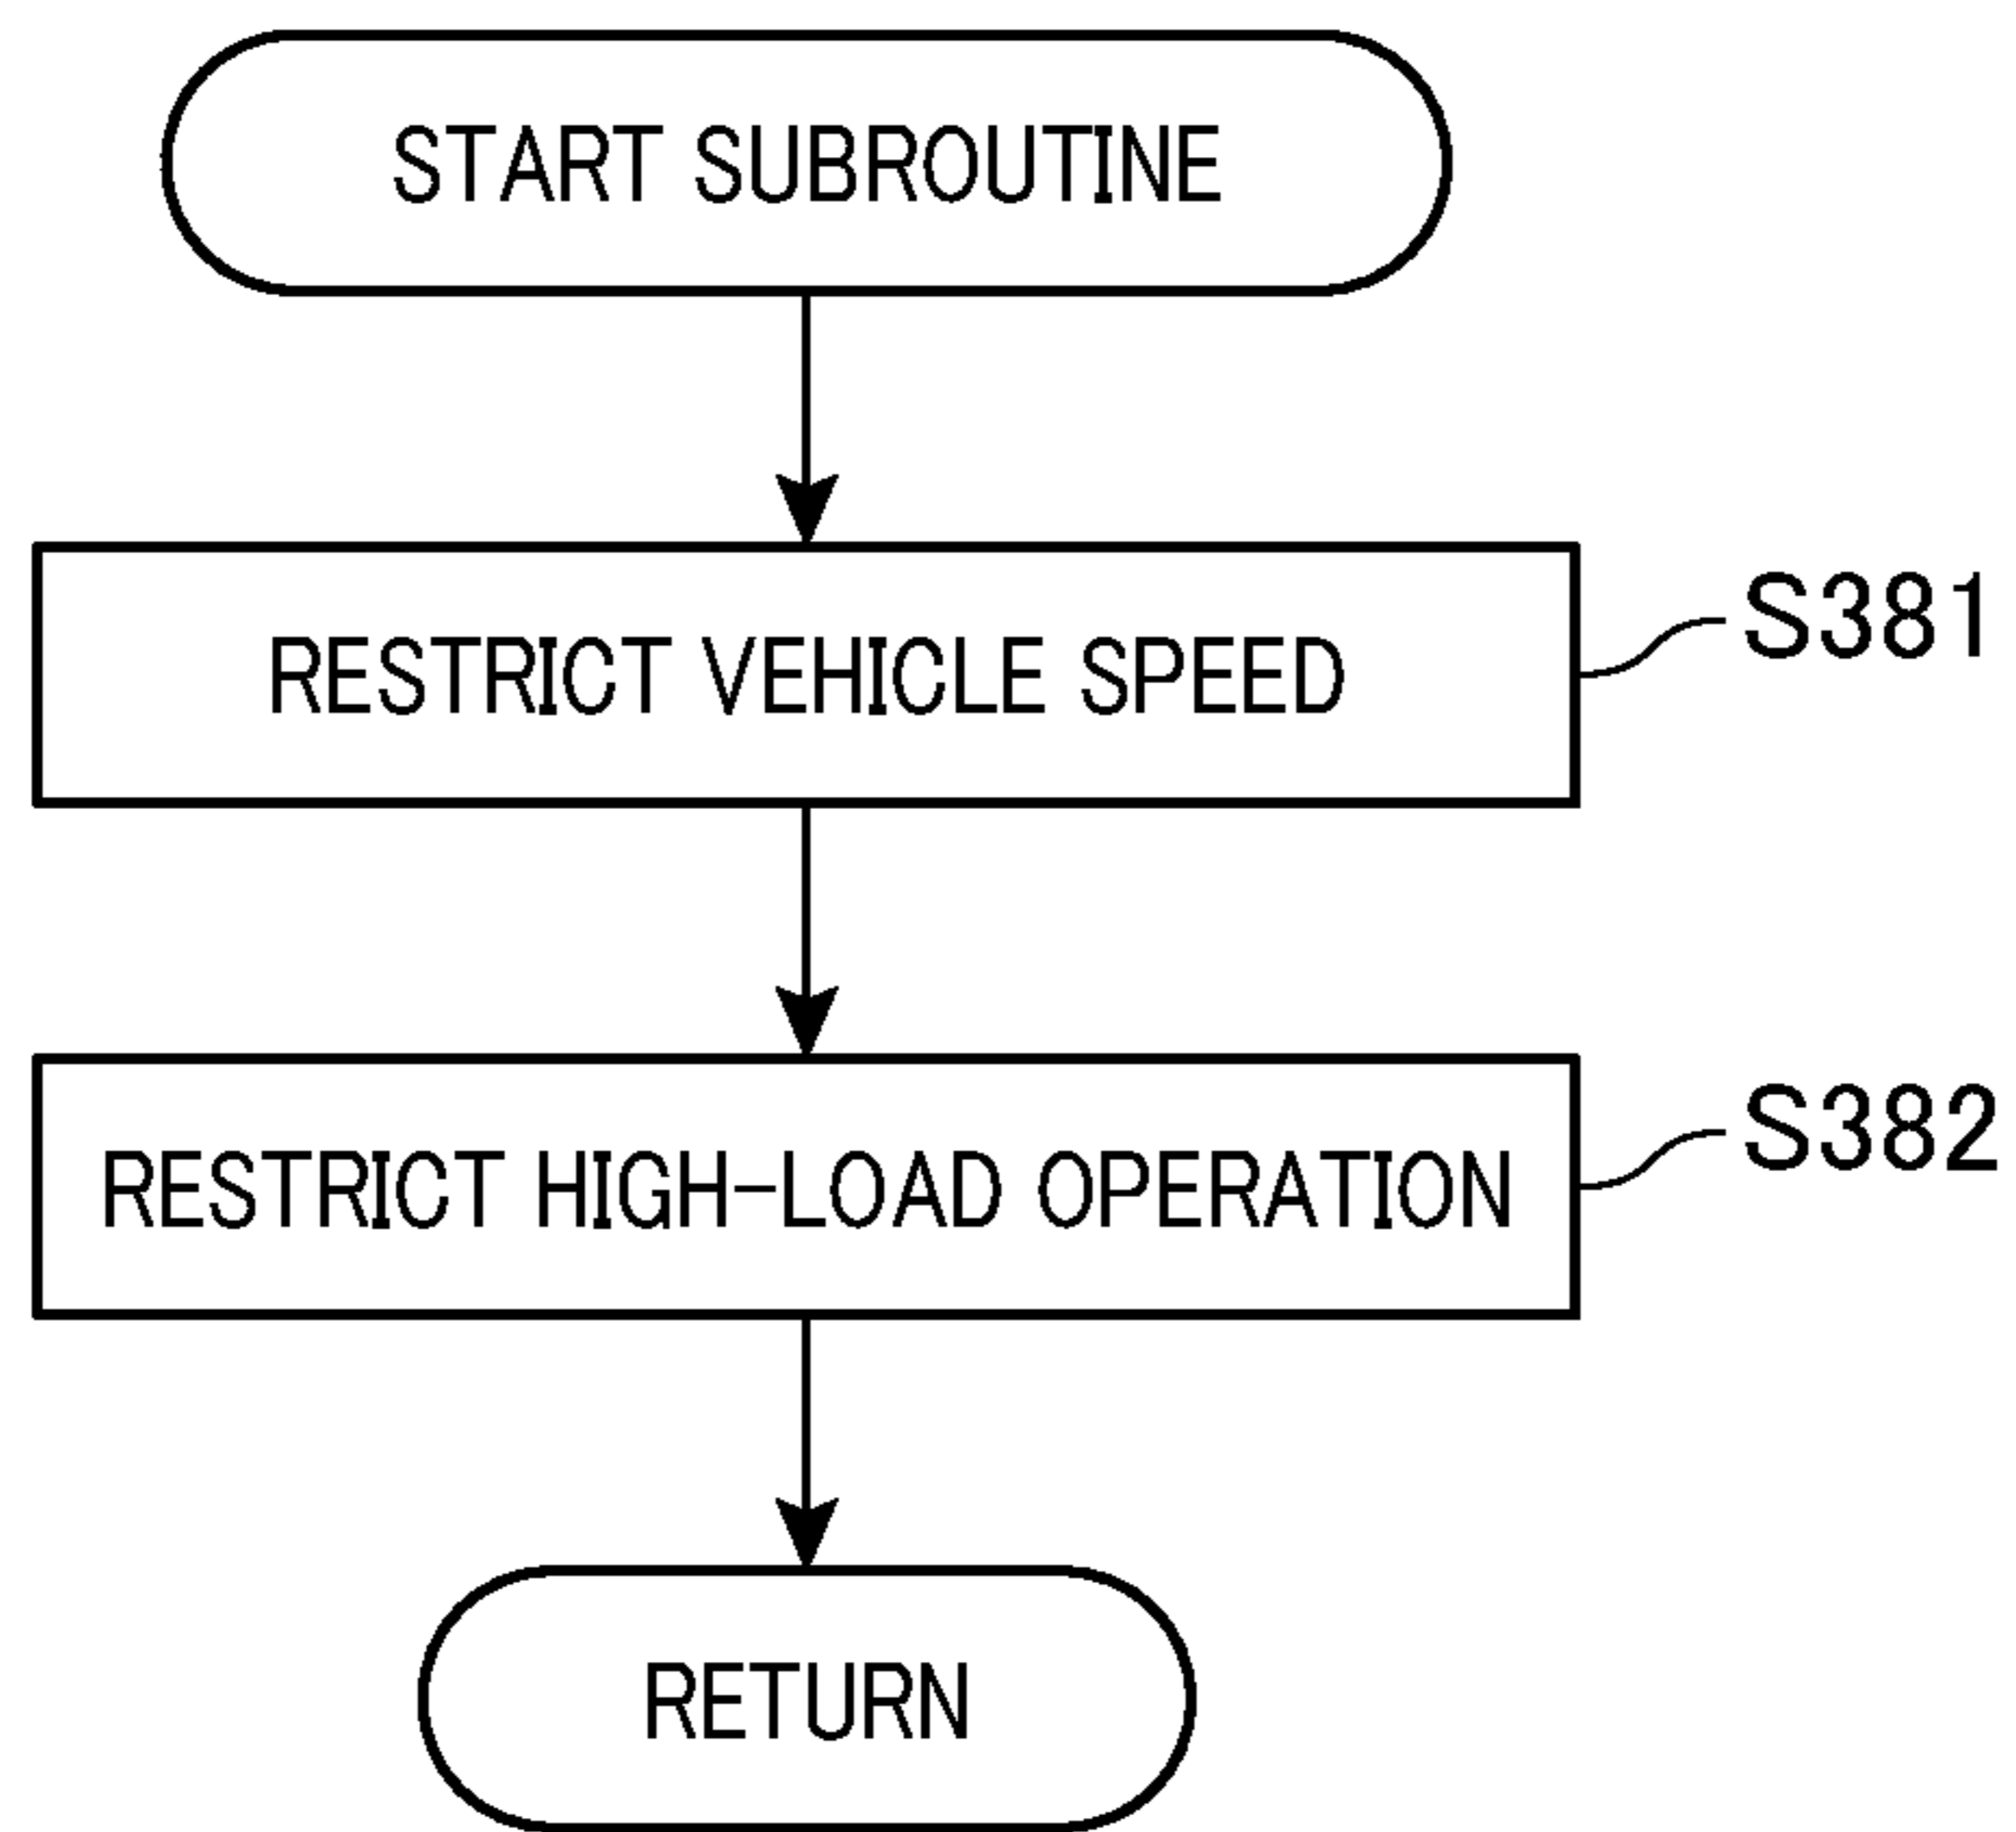 START SUBROUTINE
RESTRICT VEHICLE SPEED
S381
RESTRICT HIGH-LOAD OPERATION
S382
RETURN